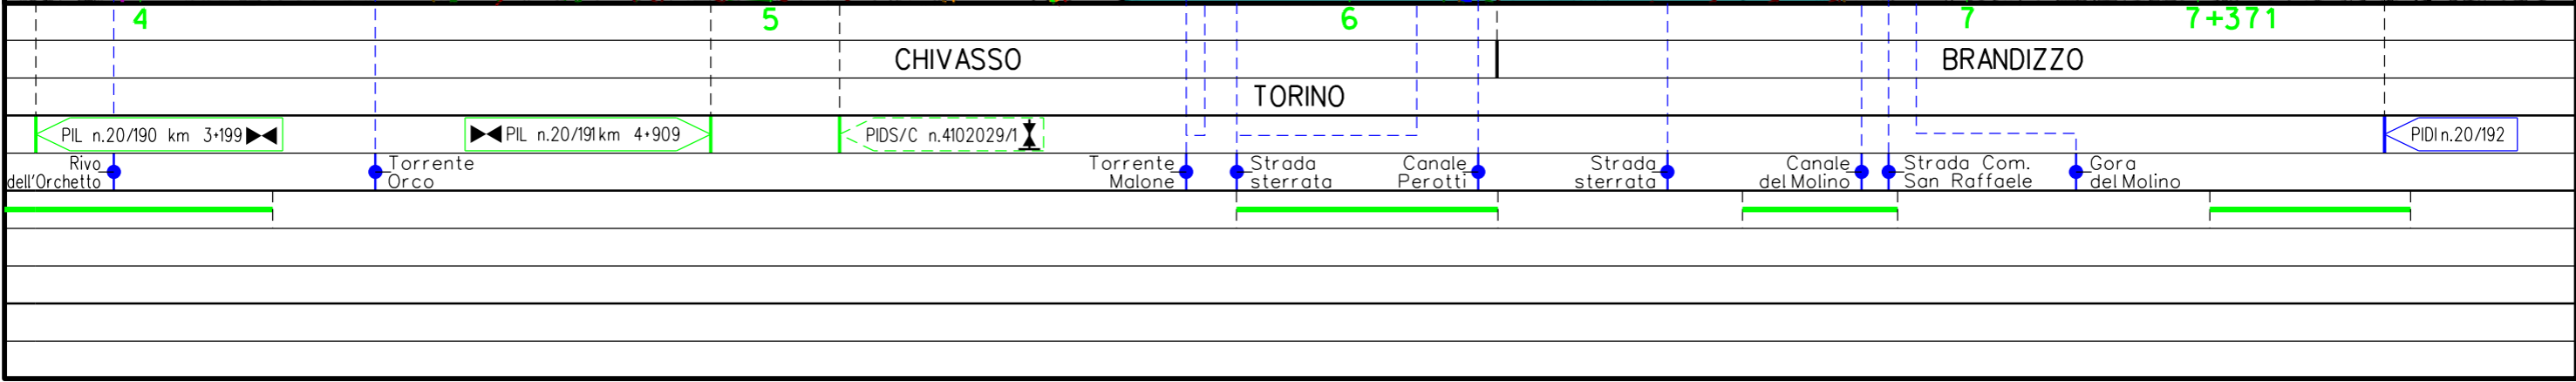 4 5 6 7 7+371
CHIVASSO BRANDIZZO
TORINO
PIL n.20/190 km 3+199 PIL n.20/191 km 4+909 PIDS/C n.4102029/1 PIDI n.20/192
Rivo
dell'Orchetto
Torrente
Orco
Torrente
Malone
Strada
sterrata
Canale
Perotti
Strada
sterrata
Canale
del Molino
Strada Com.
San Raffaele
Gora
del Molino